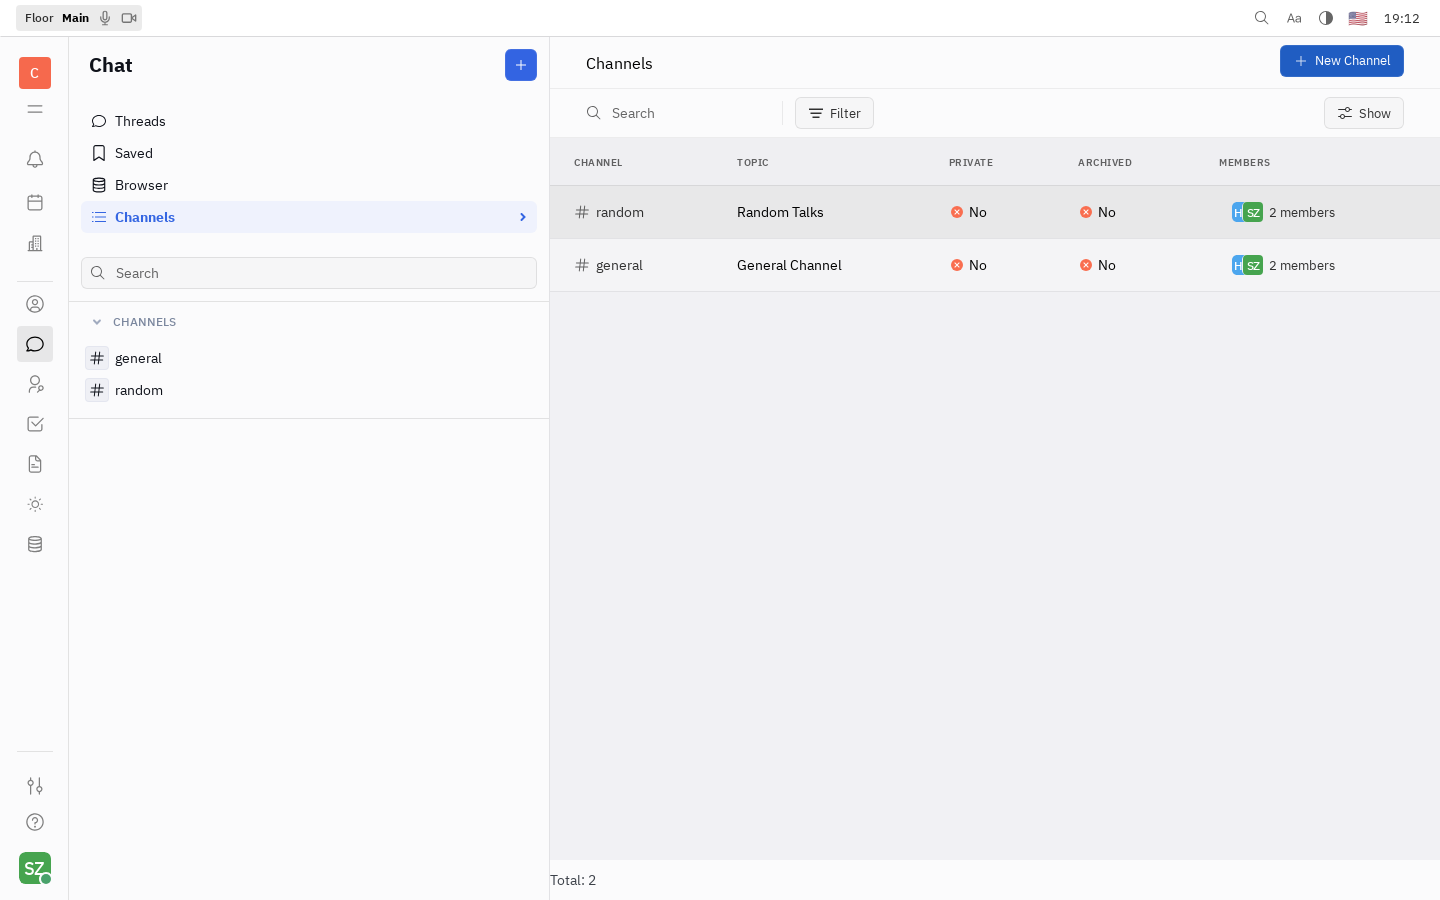 Floor Main
Aa
19:12
C
Chat
Threads
Saved
Browser
Channels
Search
CHANNELS
general
random
SZ
Channels
New Channel
Search
Filter
Show
CHANNEL TOPIC PRIVATE ARCHIVED MEMBERS
random Random Talks No No H SZ 2 members
general General Channel No No H SZ 2 members
Total: 2